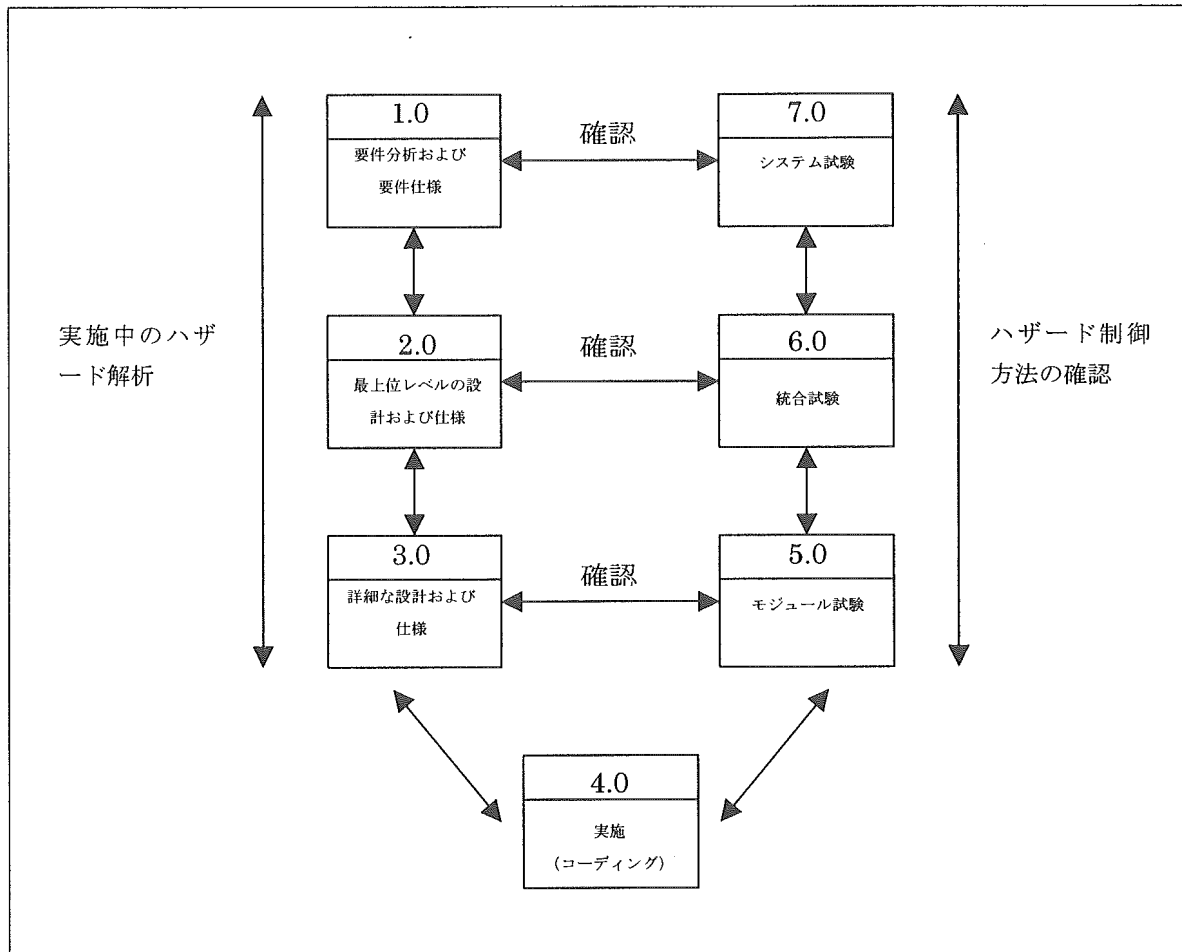 1.0
要件分析および
要件仕様
確認
7.0
システム試験
実施中のハザ
ード解析
2.0
最上位レベルの設
計および仕様
確認
6.0
統合試験
ハザード制御
方法の確認
3.0
詳細な設計および
仕様
確認
5.0
モジュール試験
4.0
実施
(コーディング)